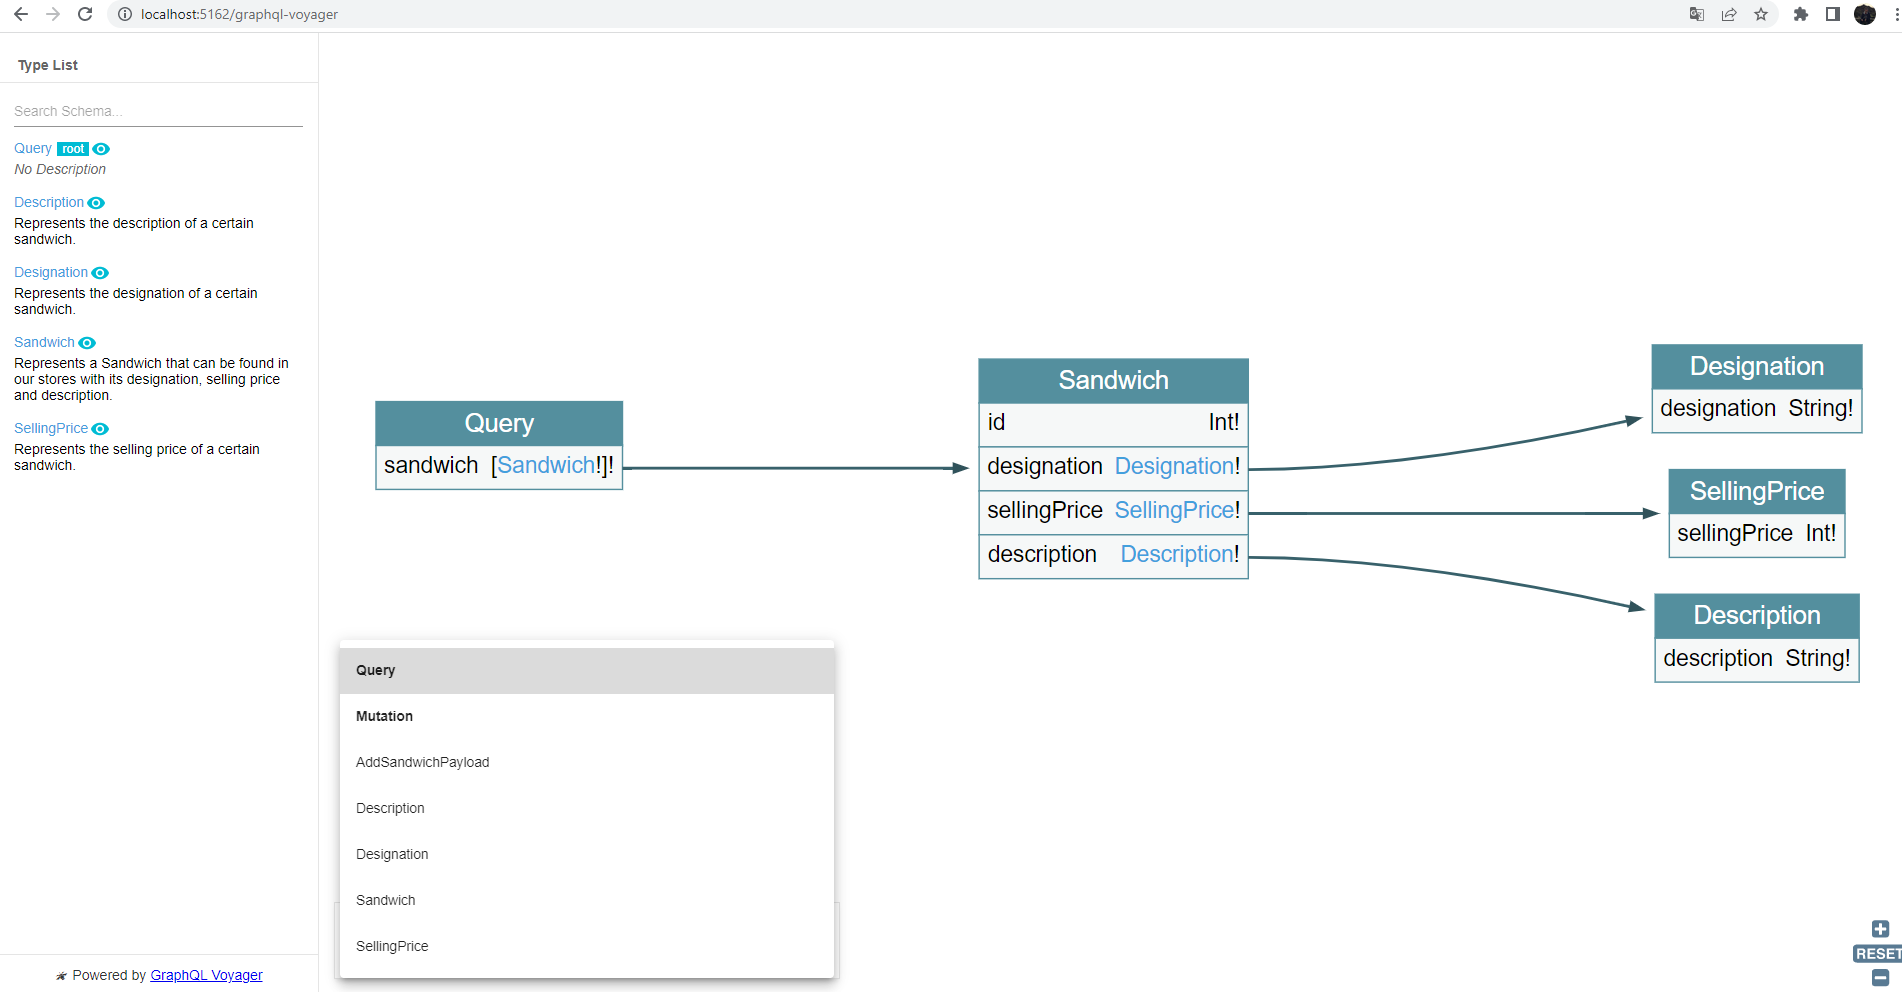 localhost:5162/graphql-voyager
Type List
Search Schema...
Query root
No Description
Description
Represents the description of a certain
sandwich.
Designation
Represents the designation of a certain
sandwich.
Sandwich
Represents a Sandwich that can be found in
our stores with its designation, selling price
and description.
SellingPrice
Represents the selling price of a certain
sandwich.
Powered by GraphQL Voyager
Query
sandwich [Sandwich!]!
Sandwich
id Int!
designation Designation!
sellingPrice SellingPrice!
description Description!
Designation
designation String!
SellingPrice
sellingPrice Int!
Description
description String!
Query
Mutation
AddSandwichPayload
Description
Designation
Sandwich
SellingPrice
RESET